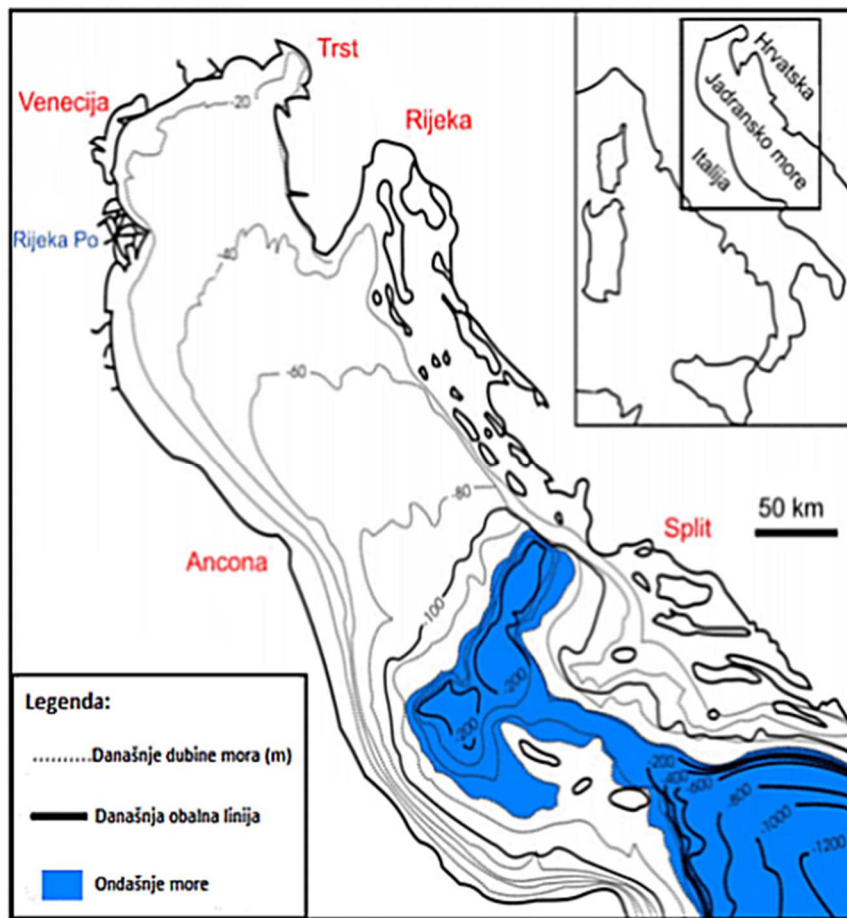 Trst
Venecija
-20
Rijeka
Rijeka Po
-40
-60
-80
Ancona
-100
Split
50 km
-200
-200
-200
-400
-600
-800
-1000
-1200
Hrvatska
Jadransko more
Italija
Legenda:
Današnje dubine mora (m)
Današnja obalna linija
Ondašnje more